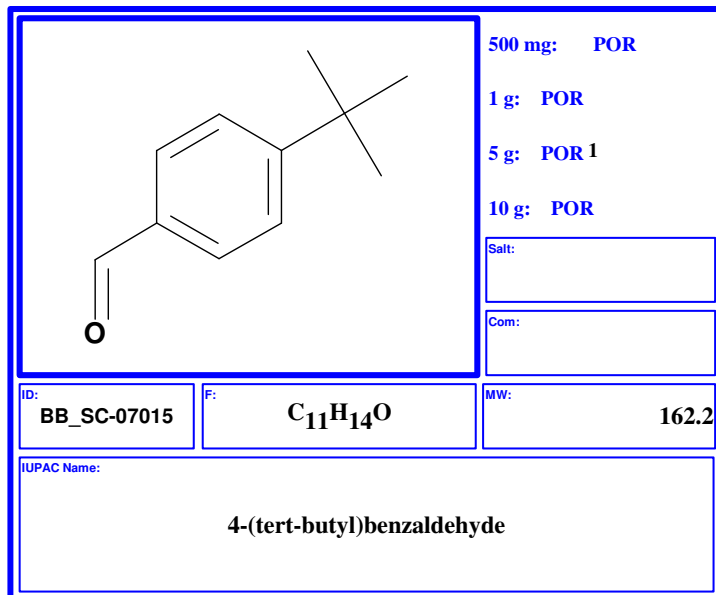 500 mg: POR
1 g: POR
5 g: POR 1
10 g: POR
O
Salt:
Com:
ID:
BB_SC-07015
F:
C11H14O
MW:
162.2
IUPAC Name:
4-(tert-butyl)benzaldehyde